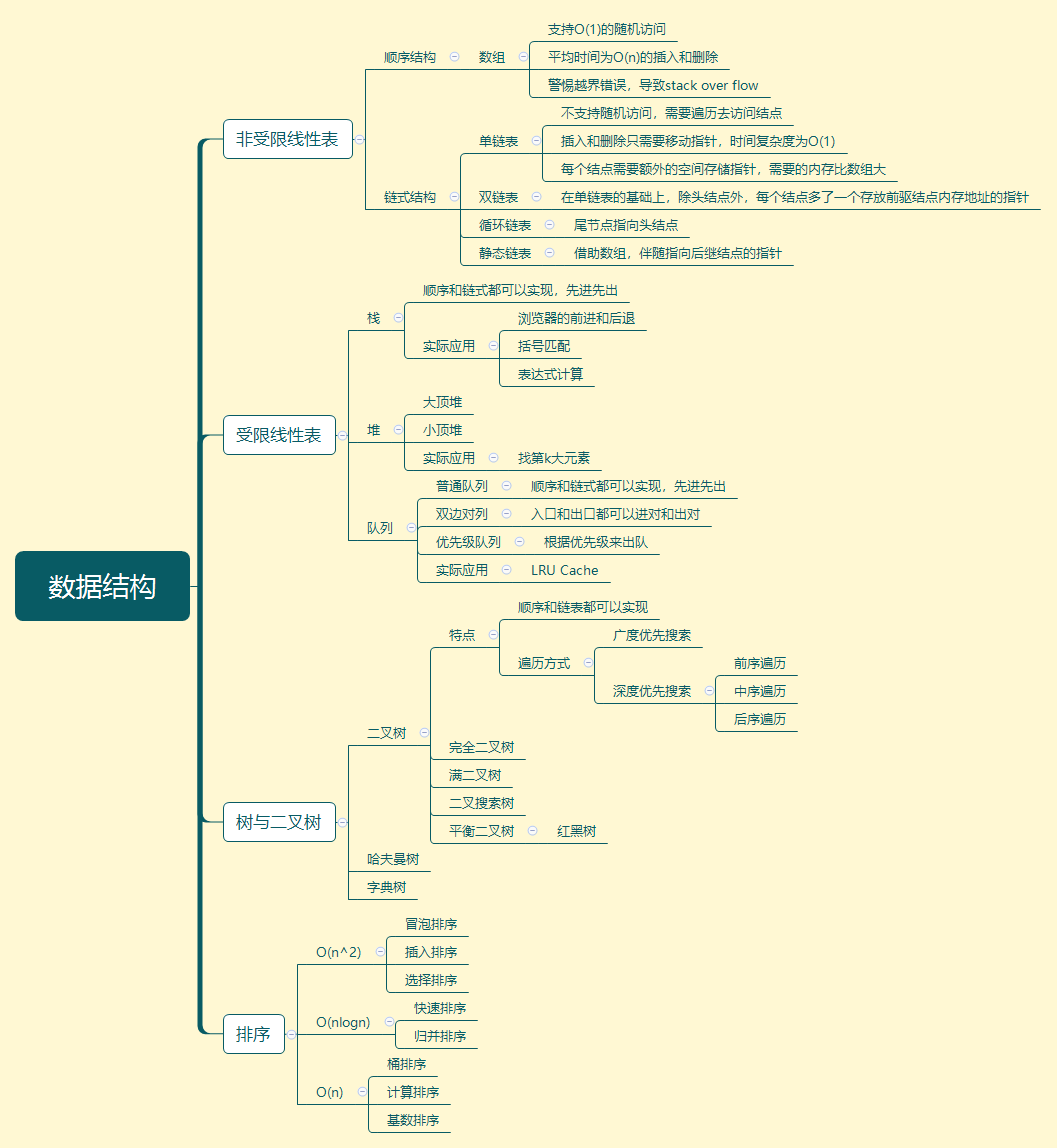 数据结构
非受限线性表
顺序结构
数组
支持O(1)的随机访问
平均时间为O(n)的插入和删除
警惕越界错误，导致stack over flow
链式结构
单链表
不支持随机访问，需要遍历去访问结点
插入和删除只需要移动指针，时间复杂度为O(1)
每个结点需要额外的空间存储指针，需要的内存比数组大
双链表
在单链表的基础上，除头结点外，每个结点多了一个存放前驱结点内存地址的指针
循环链表
尾节点指向头结点
静态链表
借助数组，伴随指向后继结点的指针
受限线性表
栈
顺序和链式都可以实现，先进先出
实际应用
浏览器的前进和后退
括号匹配
表达式计算
堆
大顶堆
小顶堆
实际应用
找第k大元素
队列
普通队列
顺序和链式都可以实现，先进先出
双边对列
入口和出口都可以进对和出对
优先级队列
根据优先级来出队
实际应用
LRU Cache
树与二叉树
二叉树
特点
顺序和链表都可以实现
遍历方式
广度优先搜索
深度优先搜索
前序遍历
中序遍历
后序遍历
完全二叉树
满二叉树
二叉搜索树
平衡二叉树
红黑树
哈夫曼树
字典树
排序
O(n^2)
冒泡排序
插入排序
选择排序
O(nlogn)
快速排序
归并排序
O(n)
桶排序
计算排序
基数排序